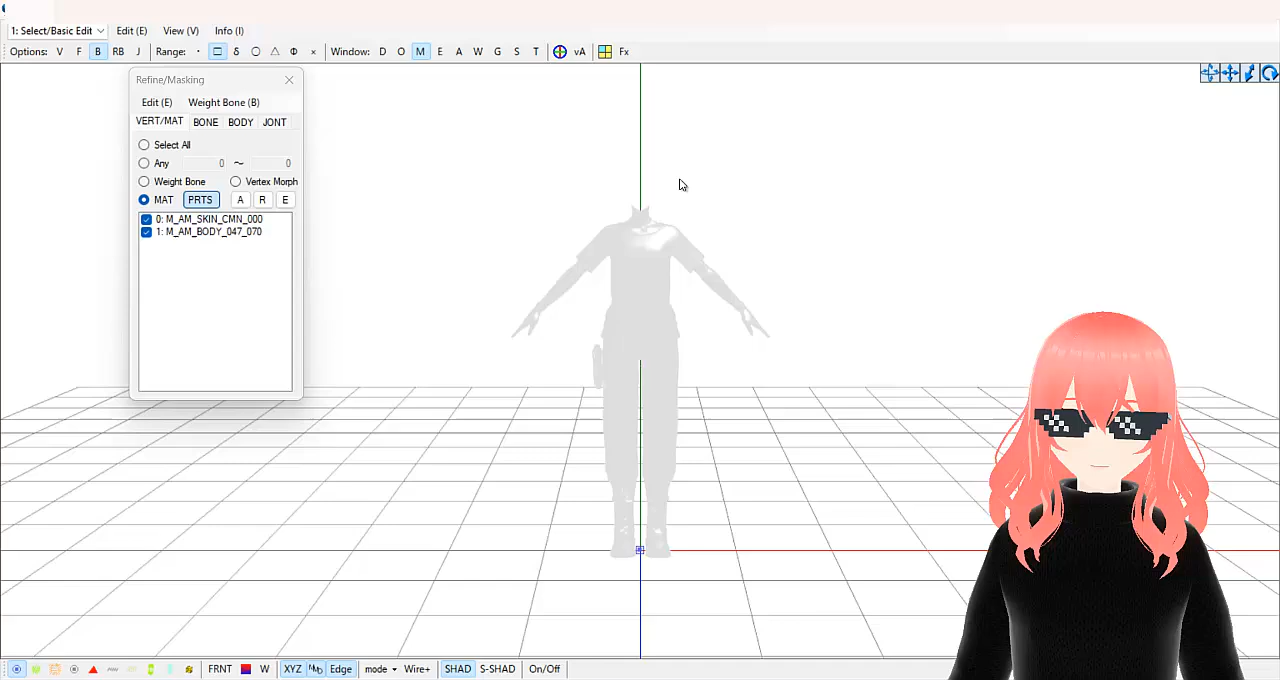 1: Select/Basic Edit Edit (E) View (V) Info (I)
Options: V F B RB J Range: · δ Φ × Window: D O M E A W G S T vA Fx
Refine/Masking
Edit (E) Weight Bone (B)
VERT/MAT BONE BODY JONT
Select All
Any 0 ~ 0
Weight Bone Vertex Morph
MAT PRTS A R E
0: M_AM_SKIN_CMN_000
1: M_AM_BODY_047_070
FRNT W XYZ Edge mode Wire+ SHAD S-SHAD On/Off